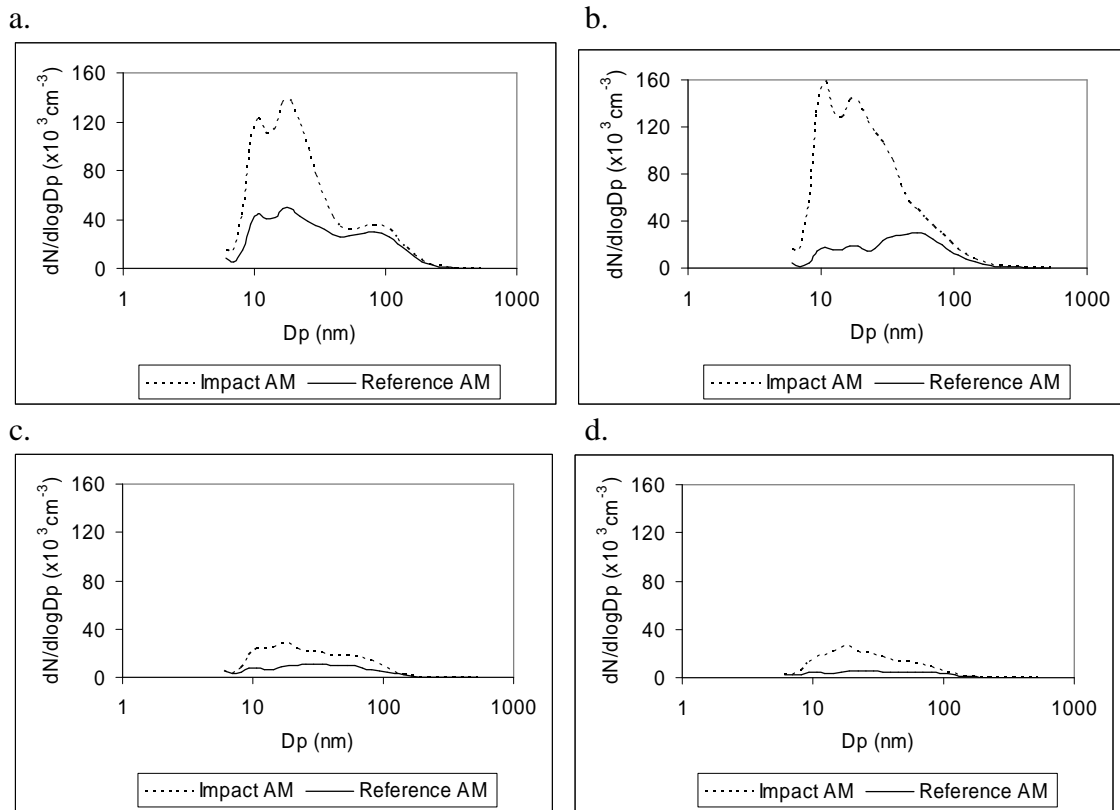 a.
160
120
80
40
0
dN/dlogDp (x10³cm⁻³)
1 10 100 1000
Dp (nm)
Impact AM Reference AM
b.
160
120
80
40
0
dN/dlogDp (x10³cm⁻³)
1 10 100 1000
Dp (nm)
Impact AM Reference AM
c.
160
120
80
40
0
dN/dlogDp (x10³cm⁻³)
1 10 100 1000
Dp (nm)
Impact AM Reference AM
d.
160
120
80
40
0
dN/dlogDp (x10³cm⁻³)
1 10 100 1000
Dp (nm)
Impact AM Reference AM